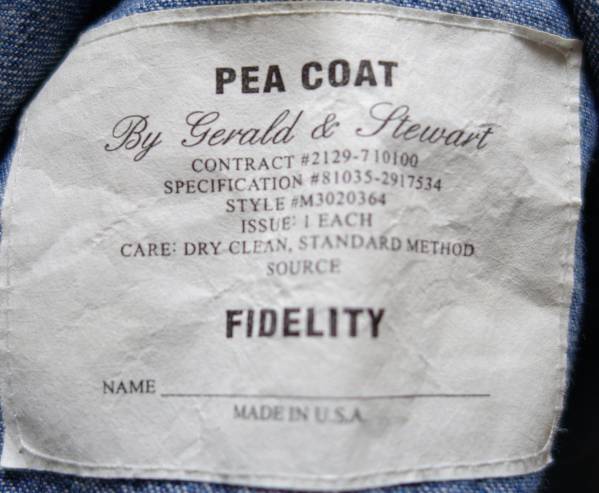 PEA COAT
By Gerald & Stewart
CONTRACT #2129-710100
SPECIFICATION #81035-2917534
STYLE #M3020364
ISSUE: 1 EACH
CARE: DRY CLEAN, STANDARD METHOD
SOURCE
FIDELITY
NAME
MADE IN U.S.A.